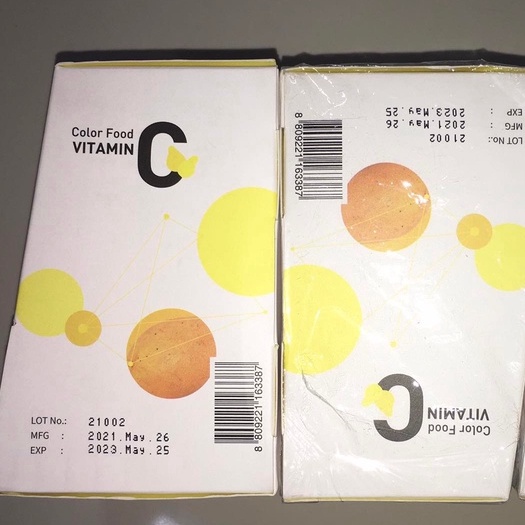 Color Food
VITAMIN C
8 809221 163387
LOT No.: 21002
MFG : 2021.May.26
EXP : 2023.May.25
8 809221 163387
Color Food
VITAMIN C
LOT No.: 21002
MFG : 2021.May.26
EXP : 2023.May.25